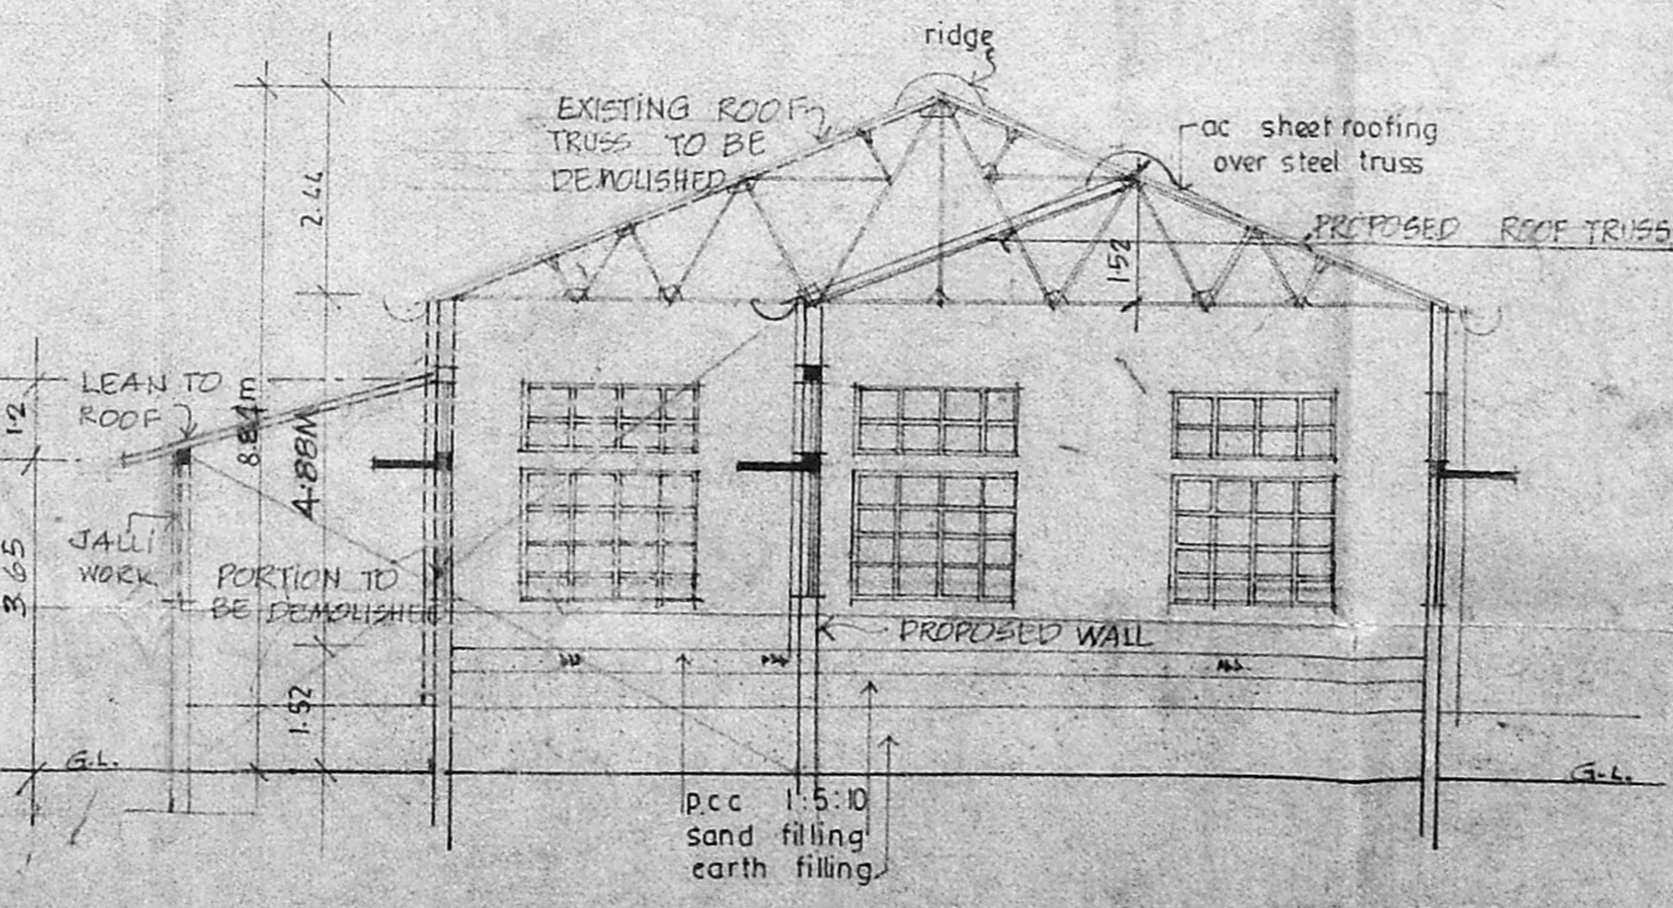 ridge
EXISTING ROOF
TRUSS TO BE
DEMOLISHED
ac sheet roofing
over steel truss
2.44
PROPOSED ROOF TRUSS
1.52
LEAN TO
ROOF
1.2
8.84m
4.88M
JALLI
WORK
3.65
PORTION TO
BE DEMOLISHED
PROPOSED WALL
1.52
G.L.
G.L.
p.c.c 1:5:10
sand filling
earth filling